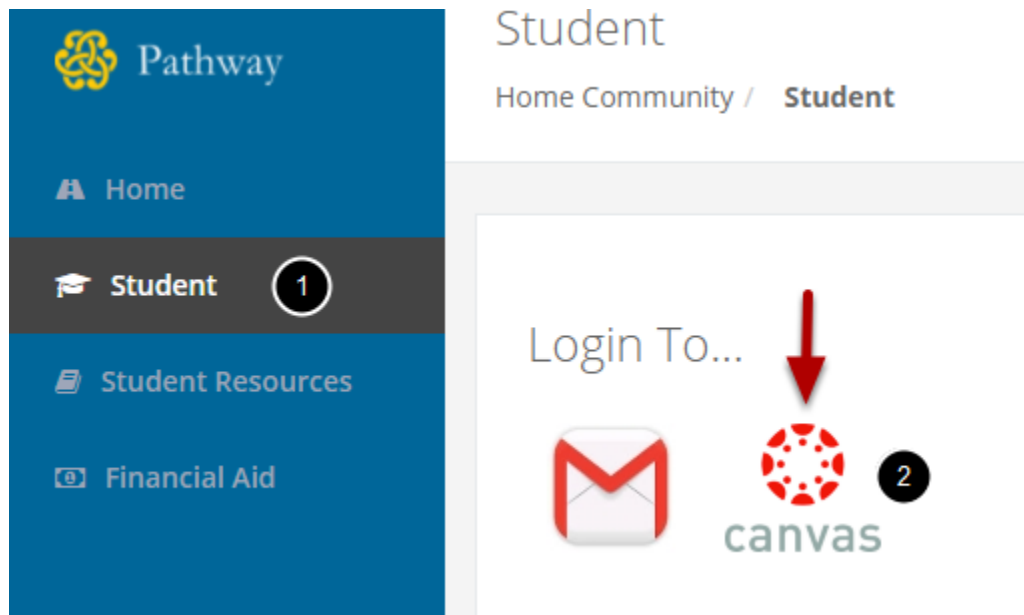 Pathway
Home
Student
1
Student Resources
Financial Aid
Student
Home Community / Student
Login To...
canvas
2